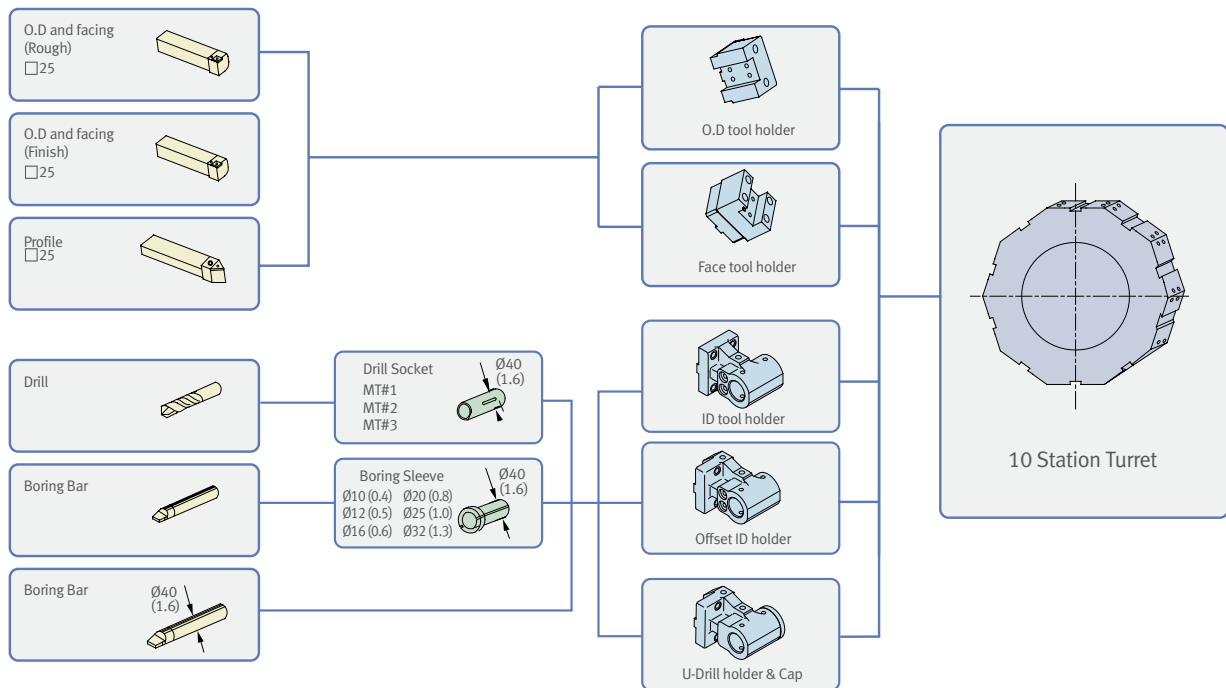 O.D and facing
(Rough)
□25
O.D and facing
(Finish)
□25
Profile
□25
Drill
Boring Bar
Boring Bar
Ø40
(1.6)
Drill Socket
MT#1
MT#2
MT#3
Ø40
(1.6)
Boring Sleeve
Ø10 (0.4) Ø20 (0.8)
Ø12 (0.5) Ø25 (1.0)
Ø16 (0.6) Ø32 (1.3)
Ø40
(1.6)
O.D tool holder
Face tool holder
ID tool holder
Offset ID holder
U-Drill holder & Cap
10 Station Turret